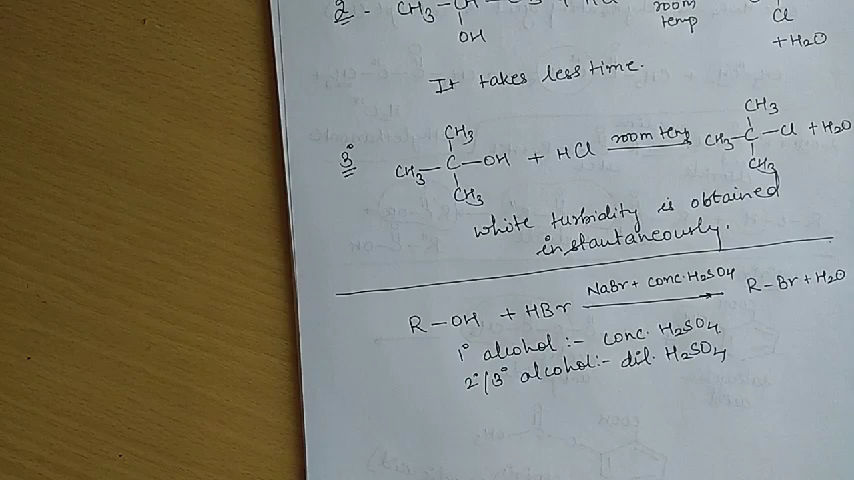 2° - CH₃-CH-
OH
room
temp
Cl
+ H₂O
It takes less time.
3°
CH₃
CH₃-C-OH + HCl room temp CH₃-C-Cl + H₂O
CH₃
CH₃
CH₃
white turbidity is obtained
instantaneously.
R-OH + HBr NaBr + conc. H₂SO₄ R-Br + H₂O
1° alcohol :- conc. H₂SO₄
2°/3° alcohol:- dil. H₂SO₄